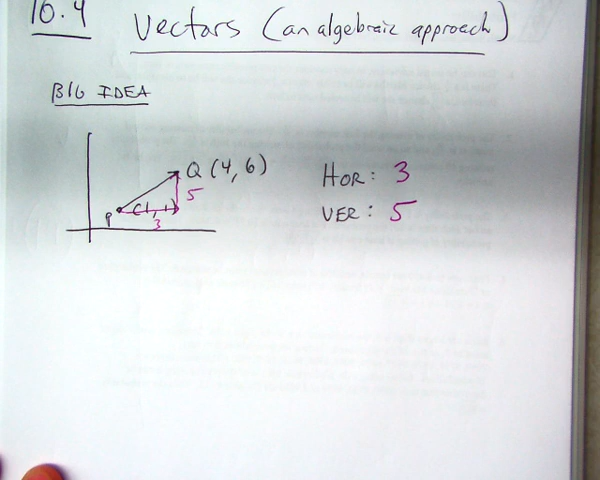 10.4 Vectors (an algebraic approach)
BIG IDEA
Q (4, 6)
HOR: 3
5
VER: 5
P (1, 1)
3